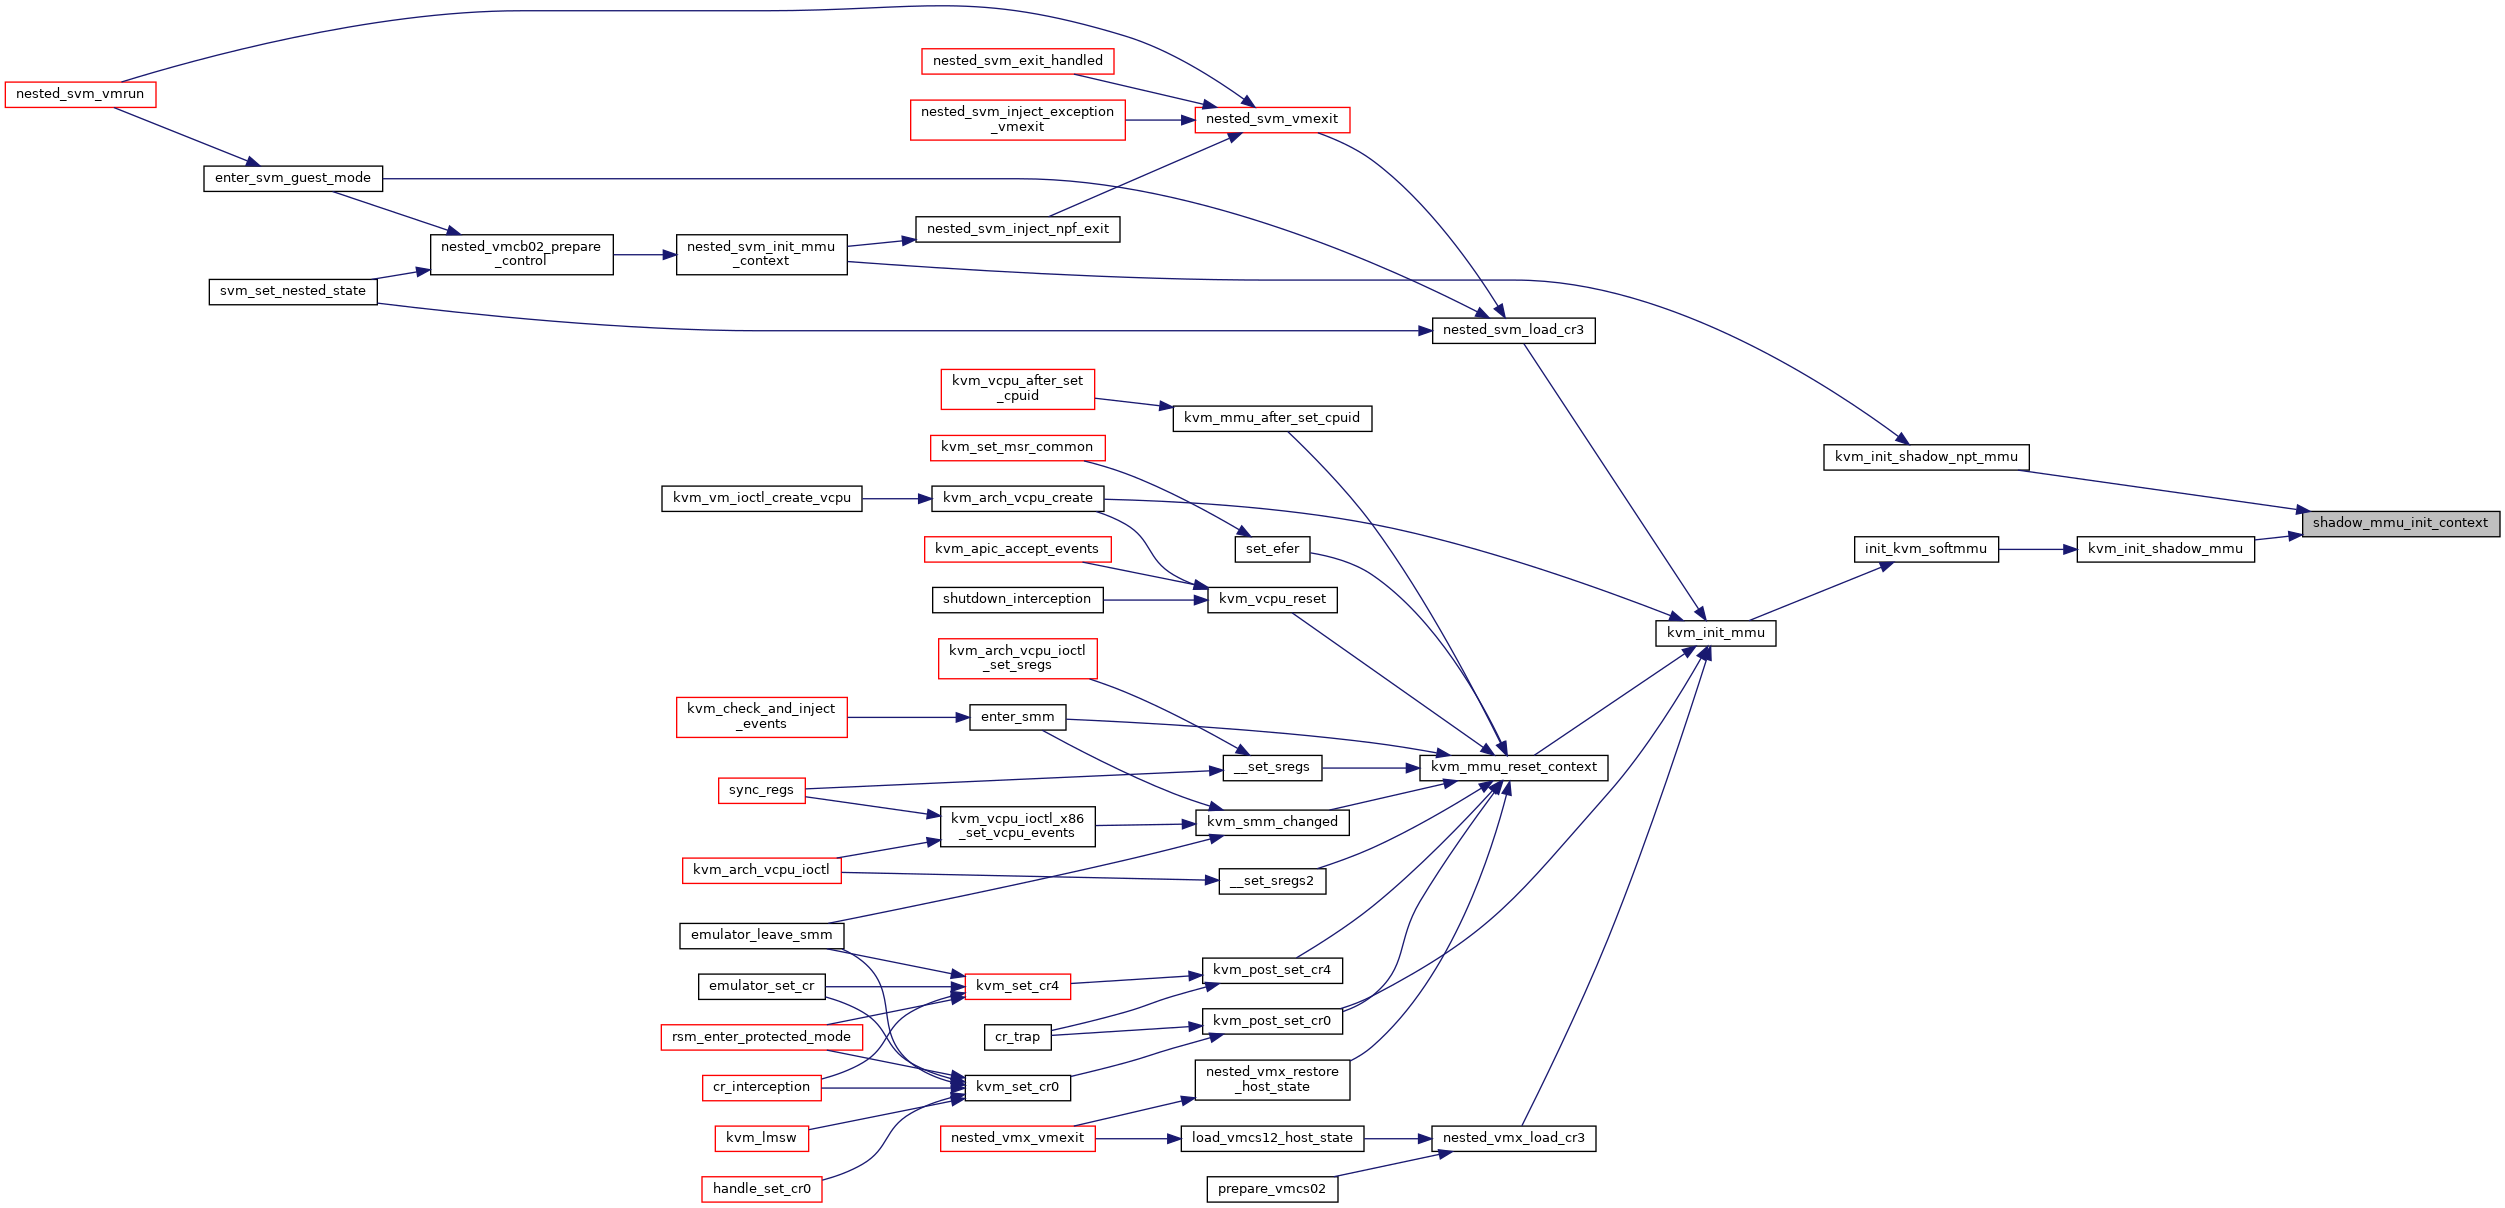 nested_svm_exit_handled
nested_svm_vmrun
nested_svm_inject_exception
_vmexit
nested_svm_vmexit
enter_svm_guest_mode
nested_svm_inject_npf_exit
nested_vmcb02_prepare
_control
nested_svm_init_mmu
_context
svm_set_nested_state
nested_svm_load_cr3
kvm_vcpu_after_set
_cpuid
kvm_mmu_after_set_cpuid
kvm_set_msr_common
kvm_init_shadow_npt_mmu
kvm_vm_ioctl_create_vcpu
kvm_arch_vcpu_create
shadow_mmu_init_context
kvm_apic_accept_events
set_efer
init_kvm_softmmu
kvm_init_shadow_mmu
shutdown_interception
kvm_vcpu_reset
kvm_init_mmu
kvm_arch_vcpu_ioctl
_set_sregs
kvm_check_and_inject
_events
enter_smm
__set_sregs
kvm_mmu_reset_context
sync_regs
kvm_vcpu_ioctl_x86
_set_vcpu_events
kvm_smm_changed
kvm_arch_vcpu_ioctl
__set_sregs2
emulator_leave_smm
kvm_post_set_cr4
emulator_set_cr
kvm_set_cr4
kvm_post_set_cr0
rsm_enter_protected_mode
cr_trap
nested_vmx_restore
_host_state
cr_interception
kvm_set_cr0
kvm_lmsw
nested_vmx_vmexit
load_vmcs12_host_state
nested_vmx_load_cr3
handle_set_cr0
prepare_vmcs02